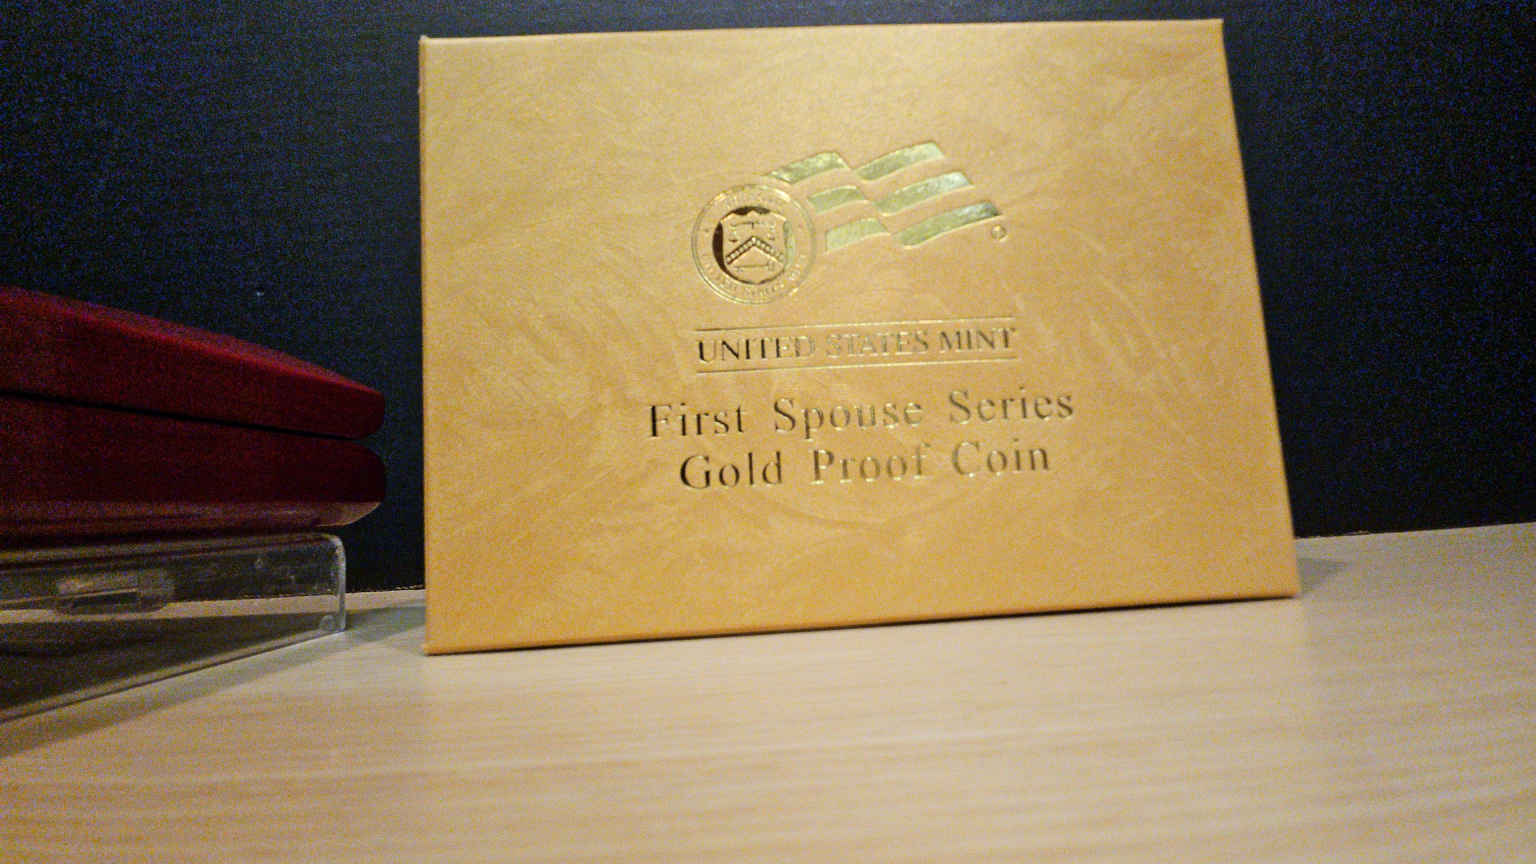 UNITED STATES MINT
First Spouse Series
Gold Proof Coin